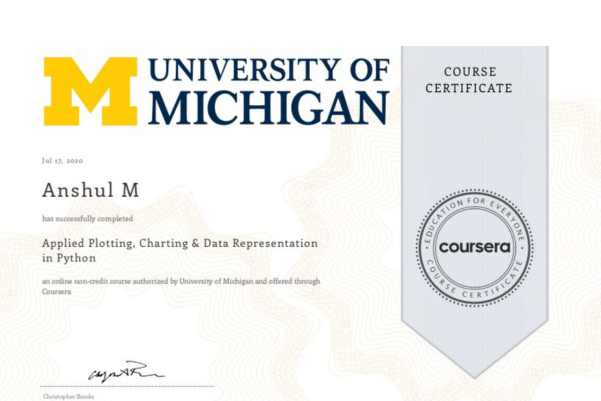 M UNIVERSITY OF
MICHIGAN
COURSE
CERTIFICATE
Jul 17, 2020
Anshul M
has successfully completed
Applied Plotting, Charting & Data Representation
in Python
an online non-credit course authorized by University of Michigan and offered through
Coursera
EDUCATION FOR EVERYONE
coursera
COURSE CERTIFICATE
Christopher Brooks